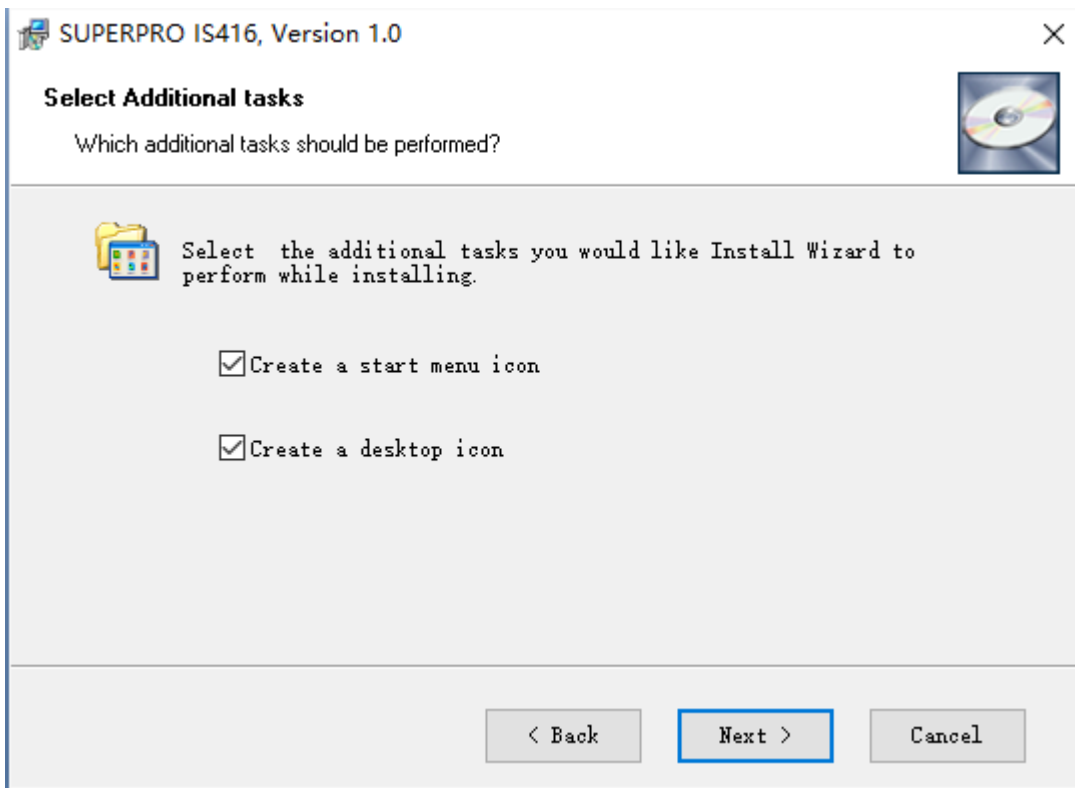 SUPERPRO IS416, Version 1.0
Select Additional tasks
Which additional tasks should be performed?
Select  the additional tasks you would like Install Wizard to
perform while installing.
Create a start menu icon
Create a desktop icon
< Back
Next >
Cancel